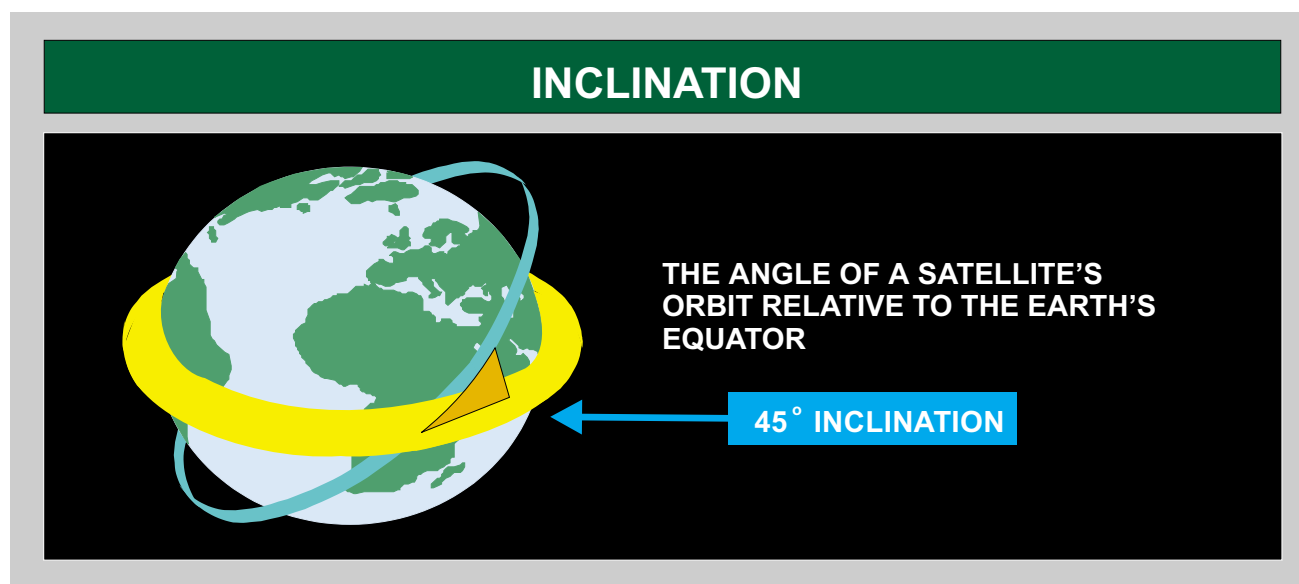 INCLINATION
THE ANGLE OF A SATELLITE’S
ORBIT RELATIVE TO THE EARTH’S
EQUATOR
45° INCLINATION